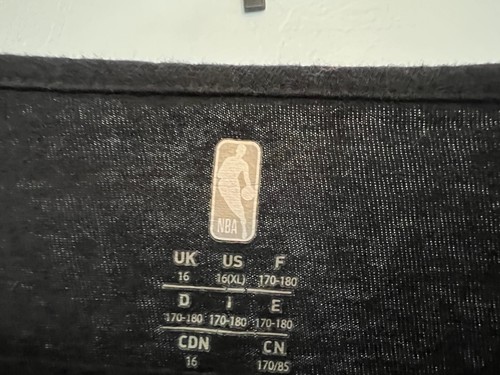 NBA
UK US F
16 16(XL) 170-180
D I E
170-180 170-180 170-180
CDN CN
16 170/85